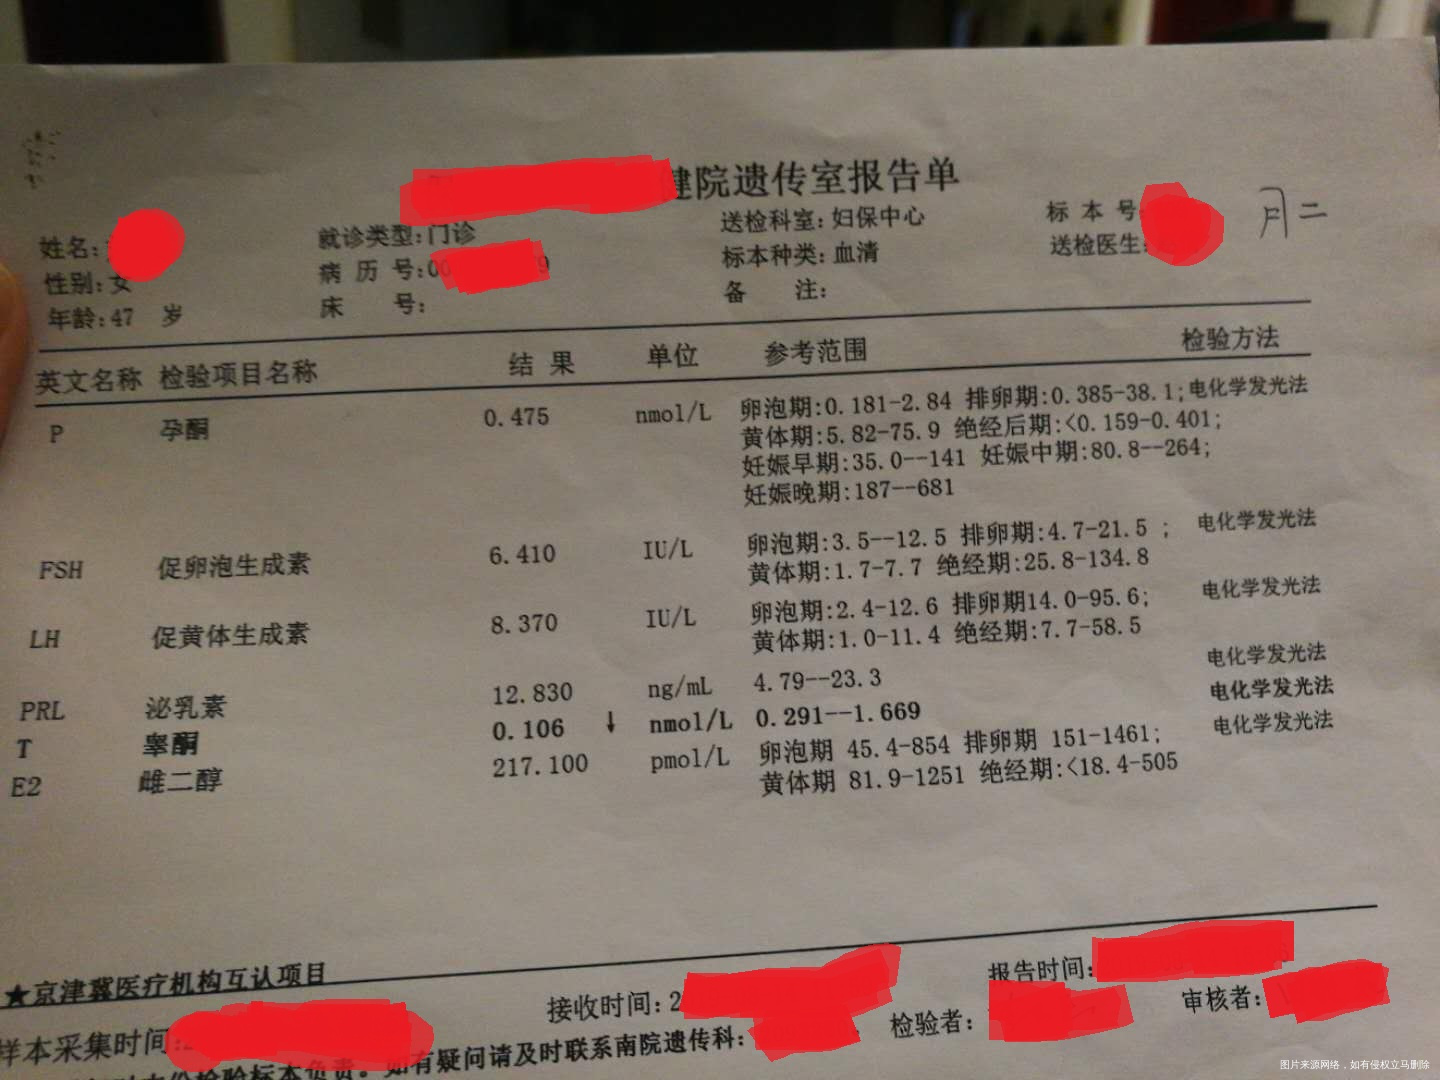 健院遗传室报告单
姓名: 就诊类型:门诊 送检科室:妇保中心 标 本 号 月二
性别:女 病 历 号:00 9 标本种类:血清 送检医生:
年龄:47 岁 床 号: 备 注:
英文名称 检验项目名称 结 果 单位 参考范围 检验方法
P 孕酮 0.475 nmol/L 卵泡期:0.181-2.84 排卵期:0.385-38.1; 电化学发光法
黄体期:5.82-75.9 绝经后期:<0.159-0.401;
妊娠早期:35.0--141 妊娠中期:80.8--264;
妊娠晚期:187--681
FSH 促卵泡生成素 6.410 IU/L 卵泡期:3.5--12.5 排卵期:4.7-21.5 ; 电化学发光法
黄体期:1.7-7.7 绝经期:25.8-134.8
LH 促黄体生成素 8.370 IU/L 卵泡期:2.4-12.6 排卵期14.0-95.6; 电化学发光法
黄体期:1.0-11.4 绝经期:7.7-58.5
PRL 泌乳素 12.830 ng/mL 4.79--23.3 电化学发光法
T 睾酮 0.106 ↓ nmol/L 0.291--1.669 电化学发光法
E2 雌二醇 217.100 pmol/L 卵泡期 45.4-854 排卵期 151-1461; 电化学发光法
黄体期 81.9-1251 绝经期:<18.4-505
★京津冀医疗机构互认项目
样本采集时间: 接收时间:2 报告时间:
检验者: 审核者:
份检验标本负责。如有疑问请及时联系南院遗传科:
图片来源网络，如有侵权立马删除